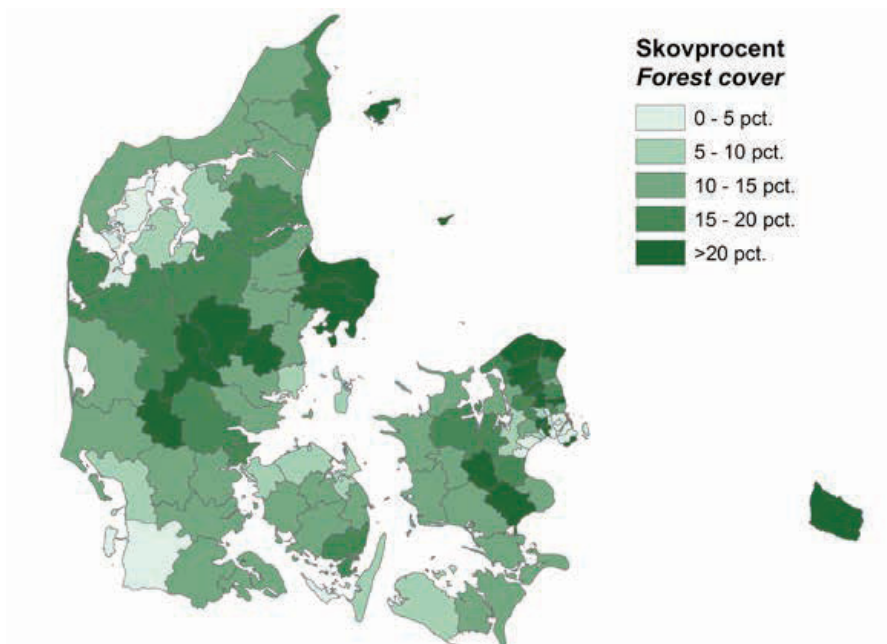 Skovprocent
Forest cover
0 - 5 pct.
5 - 10 pct.
10 - 15 pct.
15 - 20 pct.
>20 pct.